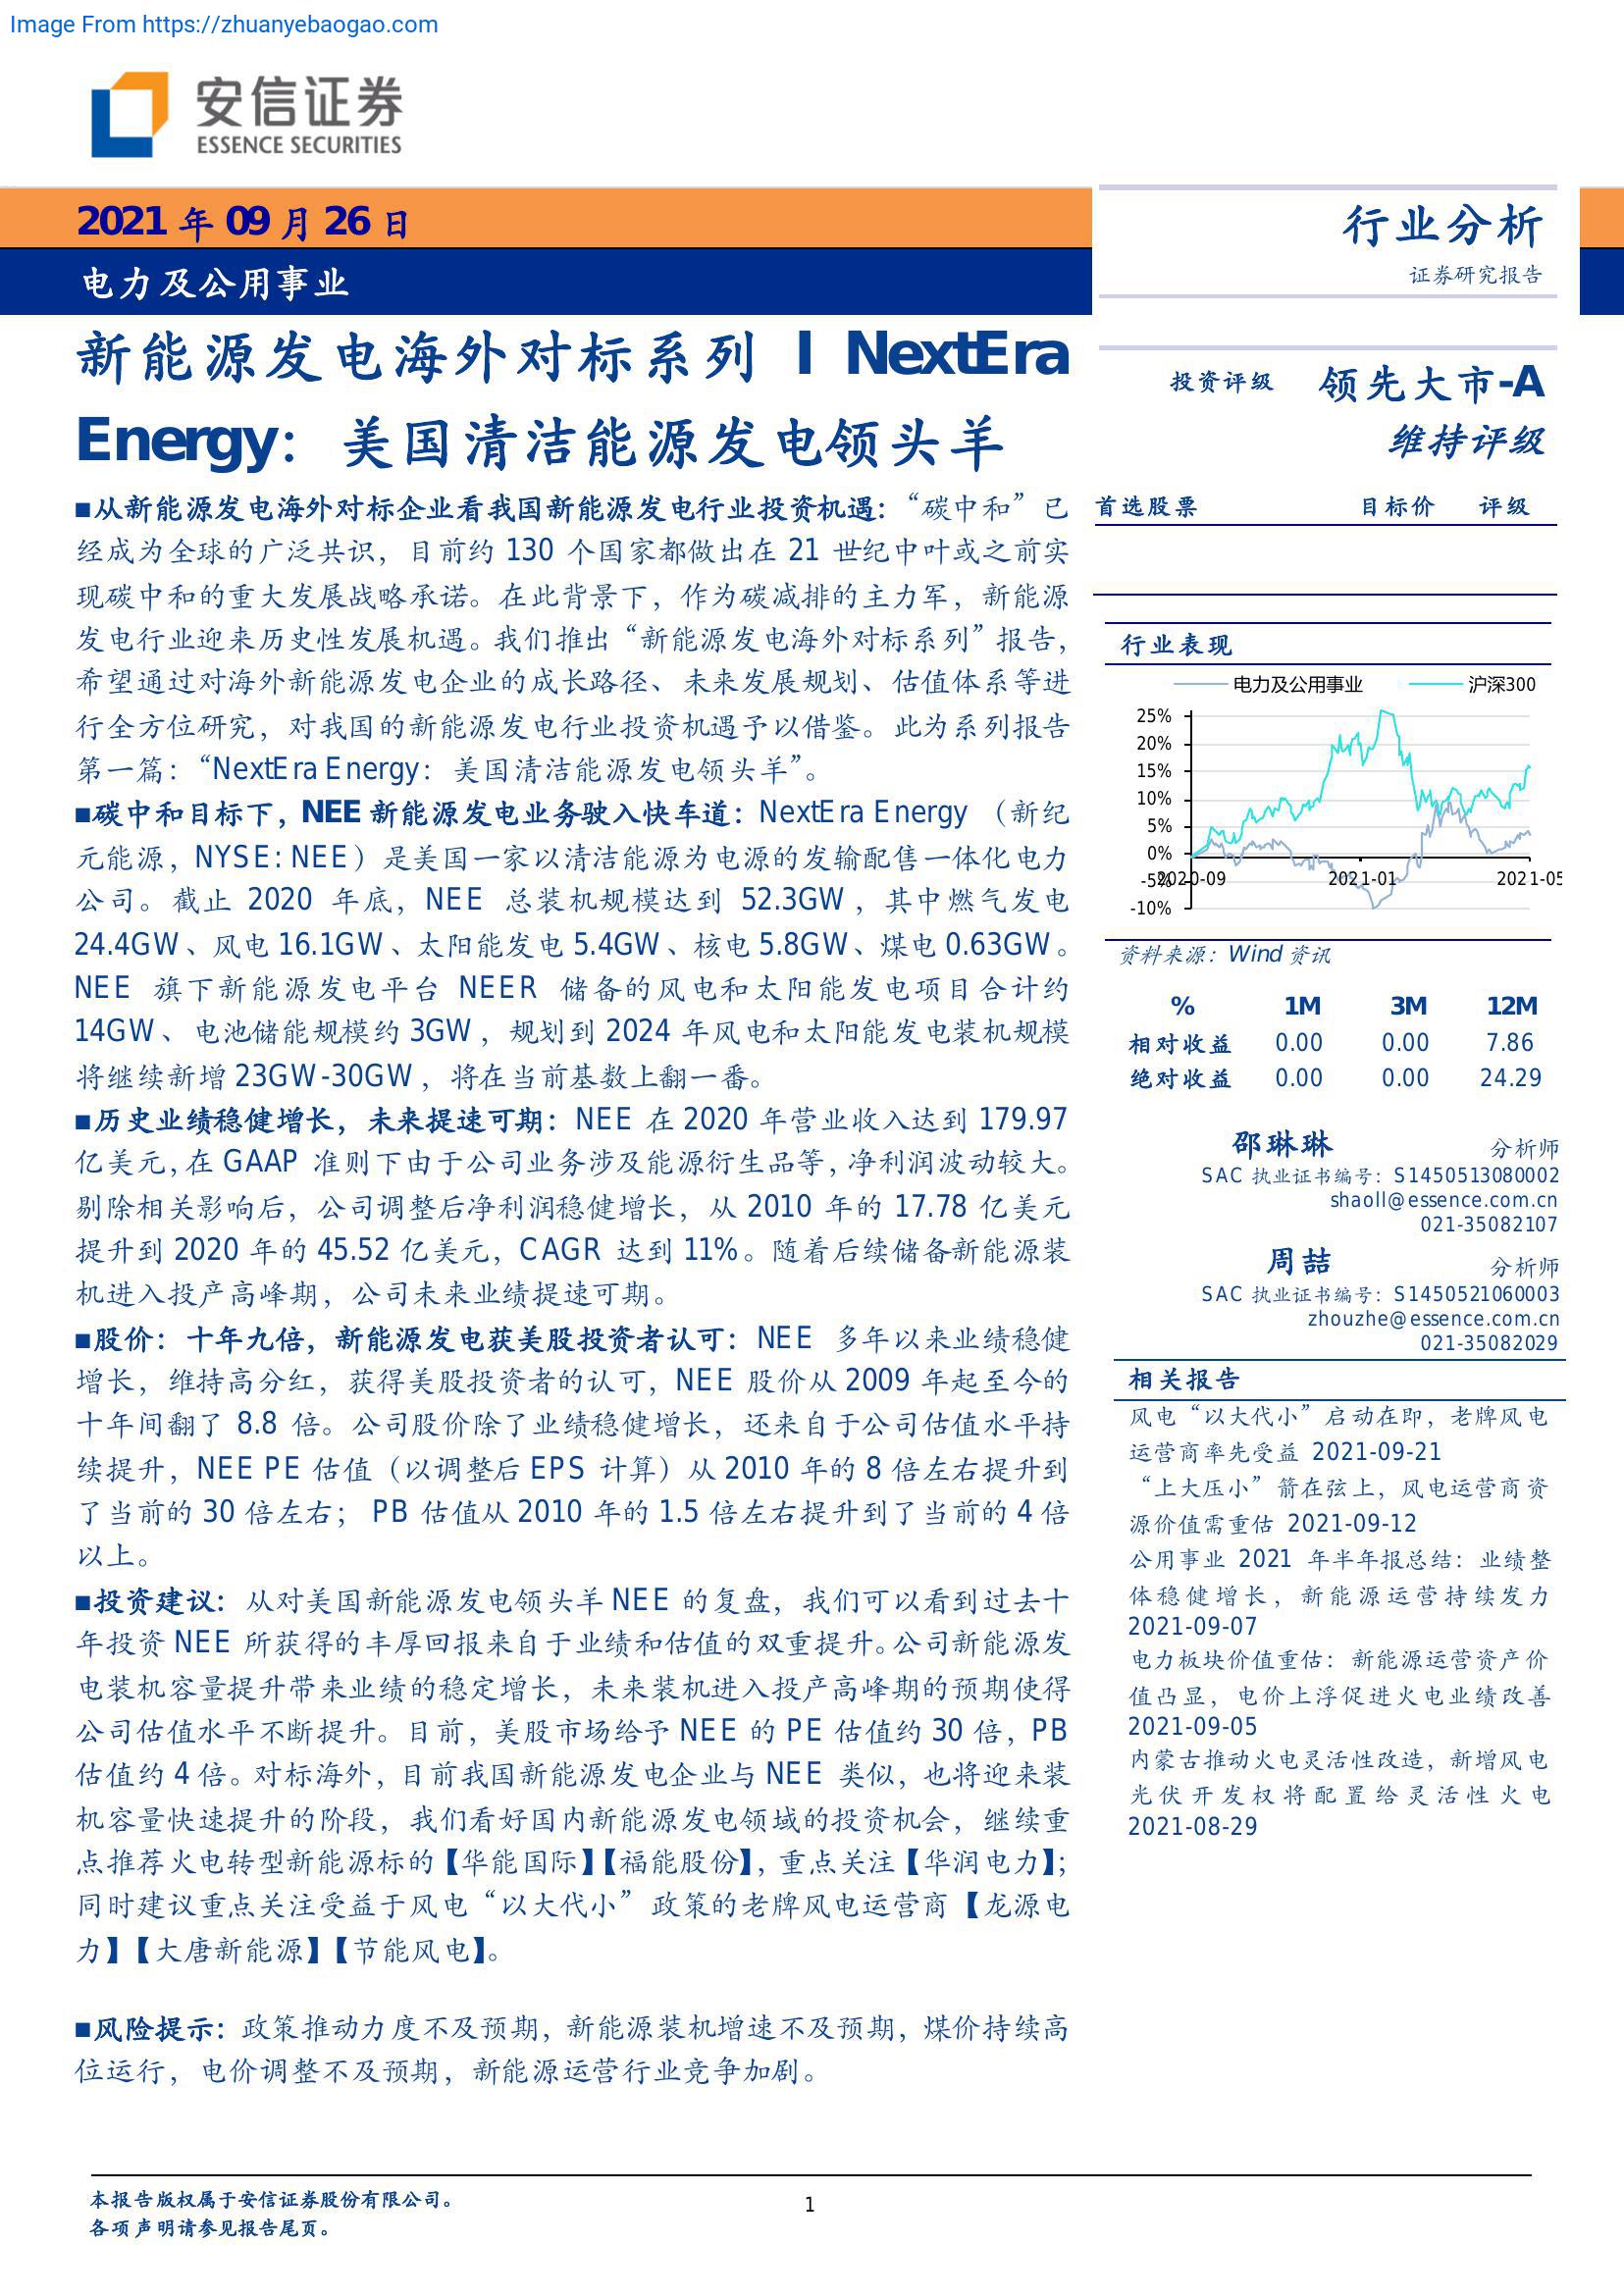 Image From https://zhuanyebaogao.com
安信证券
ESSENCE SECURITIES
2021 年 09 月 26 日
电力及公用事业
行业分析
证券研究报告
新能源发电海外对标系列 I NextEra
Energy：美国清洁能源发电领头羊
■从新能源发电海外对标企业看我国新能源发电行业投资机遇：“碳中和”已
经成为全球的广泛共识，目前约 130 个国家都做出在 21 世纪中叶或之前实
现碳中和的重大发展战略承诺。在此背景下，作为碳减排的主力军，新能源
发电行业迎来历史性发展机遇。我们推出“新能源发电海外对标系列”报告，
希望通过对海外新能源发电企业的成长路径、未来发展规划、估值体系等进
行全方位研究，对我国的新能源发电行业投资机遇予以借鉴。此为系列报告
第一篇：“NextEra Energy：美国清洁能源发电领头羊”。
■碳中和目标下，NEE 新能源发电业务驶入快车道：NextEra Energy （新纪
元能源，NYSE: NEE）是美国一家以清洁能源为电源的发输配售一体化电力
公司。截止 2020 年底，NEE 总装机规模达到 52.3GW，其中燃气发电
24.4GW、风电 16.1GW、太阳能发电 5.4GW、核电 5.8GW、煤电 0.63GW。
NEE 旗下新能源发电平台 NEER 储备的风电和太阳能发电项目合计约
14GW、电池储能规模约 3GW，规划到 2024 年风电和太阳能发电装机规模
将继续新增 23GW-30GW，将在当前基数上翻一番。
■历史业绩稳健增长，未来提速可期：NEE 在 2020 年营业收入达到 179.97
亿美元，在 GAAP 准则下由于公司业务涉及能源衍生品等，净利润波动较大。
剔除相关影响后，公司调整后净利润稳健增长，从 2010 年的 17.78 亿美元
提升到 2020 年的 45.52 亿美元，CAGR 达到 11%。随着后续储备新能源装
机进入投产高峰期，公司未来业绩提速可期。
■股价：十年九倍，新能源发电获美股投资者认可：NEE 多年以来业绩稳健
增长，维持高分红，获得美股投资者的认可，NEE 股价从 2009 年起至今的
十年间翻了 8.8 倍。公司股价除了业绩稳健增长，还来自于公司估值水平持
续提升，NEE PE 估值（以调整后 EPS 计算）从 2010 年的 8 倍左右提升到
了当前的 30 倍左右； PB 估值从 2010 年的 1.5 倍左右提升到了当前的 4 倍
以上。
■投资建议：从对美国新能源发电领头羊 NEE 的复盘，我们可以看到过去十
年投资 NEE 所获得的丰厚回报来自于业绩和估值的双重提升。公司新能源发
电装机容量提升带来业绩的稳定增长，未来装机进入投产高峰期的预期使得
公司估值水平不断提升。目前，美股市场给予 NEE 的 PE 估值约 30 倍，PB
估值约 4 倍。对标海外，目前我国新能源发电企业与 NEE 类似，也将迎来装
机容量快速提升的阶段，我们看好国内新能源发电领域的投资机会，继续重
点推荐火电转型新能源标的【华能国际】【福能股份】，重点关注【华润电力】；
同时建议重点关注受益于风电“以大代小”政策的老牌风电运营商【龙源电
力】【大唐新能源】【节能风电】。
■风险提示：政策推动力度不及预期，新能源装机增速不及预期，煤价持续高
位运行，电价调整不及预期，新能源运营行业竞争加剧。
投资评级 领先大市-A
维持评级
首选股票 目标价 评级
行业表现
电力及公用事业 沪深300
25%
20%
15%
10%
5%
0%
-5%
-10%
2020-09 2021-01 2021-05
资料来源：Wind 资讯
% 1M 3M 12M
相对收益 0.00 0.00 7.86
绝对收益 0.00 0.00 24.29
邵琳琳 分析师
SAC 执业证书编号：S1450513080002
shaoll@essence.com.cn
021-35082107
周喆 分析师
SAC 执业证书编号：S1450521060003
zhouzhe@essence.com.cn
021-35082029
相关报告
风电“以大代小”启动在即，老牌风电
运营商率先受益 2021-09-21
“上大压小”箭在弦上，风电运营商资
源价值需重估 2021-09-12
公用事业 2021 年半年报总结：业绩整
体稳健增长，新能源运营持续发力
2021-09-07
电力板块价值重估：新能源运营资产价
值凸显，电价上浮促进火电业绩改善
2021-09-05
内蒙古推动火电灵活性改造，新增风电
光伏开发权将配置给灵活性火电
2021-08-29
本报告版权属于安信证券股份有限公司。
各项声明请参见报告尾页。
1